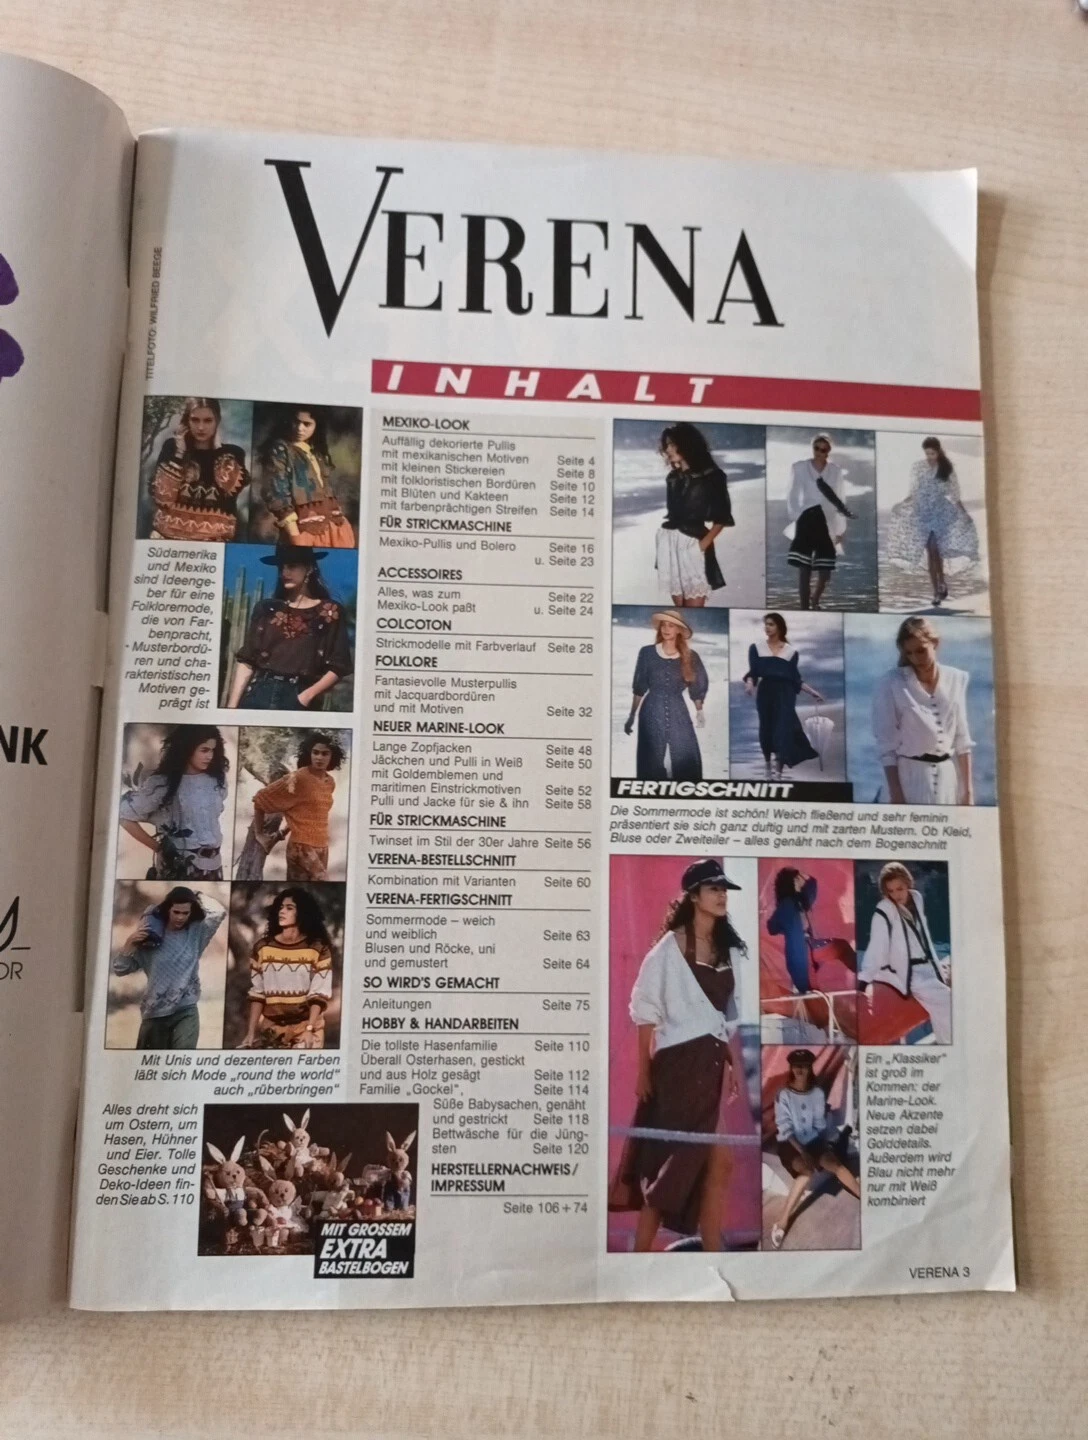 VERENA
TITELFOTO: WILFRIED BEEGE
INHALT
Südamerika
und Mexiko
sind Ideenge-
ber für eine
Folkloremode,
die von Far-
benpracht,
Musterbordü-
ren und cha-
rakteristischen
Motiven ge-
prägt ist
Mit Unis und dezenteren Farben
läßt sich Mode „round the world"
auch „rüberbringen"
Alles dreht sich
um Ostern, um
Hasen, Hühner
und Eier. Tolle
Geschenke und
Deko-Ideen fin-
den Sie ab S. 110
MIT GROSSEM
EXTRA
BASTELBOGEN
MEXIKO-LOOK
Auffällig dekorierte Pullis
mit mexikanischen Motiven Seite 4
mit kleinen Stickereien Seite 8
mit folkloristischen Bordüren Seite 10
mit Blüten und Kakteen Seite 12
mit farbenprächtigen Streifen Seite 14
FÜR STRICKMASCHINE
Mexiko-Pullis und Bolero Seite 16
u. Seite 23
ACCESSOIRES
Alles, was zum Seite 22
Mexiko-Look paßt u. Seite 24
COLCOTON
Strickmodelle mit Farbverlauf Seite 28
FOLKLORE
Fantasievolle Musterpullis
mit Jacquardbordüren
und mit Motiven Seite 32
NEUER MARINE-LOOK
Lange Zopfjacken Seite 48
Jäckchen und Pulli in Weiß Seite 50
mit Goldemblemen und
maritimen Einstrickmotiven Seite 52
Pulli und Jacke für sie & ihn Seite 58
FÜR STRICKMASCHINE
Twinset im Stil der 30er Jahre Seite 56
VERENA-BESTELLSCHNITT
Kombination mit Varianten Seite 60
VERENA-FERTIGSCHNITT
Sommermode – weich
und weiblich Seite 63
Blusen und Röcke, uni
und gemustert Seite 64
SO WIRD'S GEMACHT
Anleitungen Seite 75
HOBBY & HANDARBEITEN
Die tollste Hasenfamilie Seite 110
Überall Osterhasen, gestickt
und aus Holz gesägt Seite 112
Familie „Gockel", Seite 114
Süße Babysachen, genäht
und gestrickt Seite 118
Bettwäsche für die Jüng-
sten Seite 120
HERSTELLERNACHWEIS/
IMPRESSUM
Seite 106 + 74
FERTIGSCHNITT
Die Sommermode ist schön! Weich fließend und sehr feminin
präsentiert sie sich ganz duftig und mit zarten Mustern. Ob Kleid,
Bluse oder Zweiteiler – alles genäht nach dem Bogenschnitt
Ein „Klassiker"
ist groß im
Kommen: der
Marine-Look.
Neue Akzente
setzen dabei
Golddetails.
Außerdem wird
Blau nicht mehr
nur mit Weiß
kombiniert
VERENA 3
NK
OR